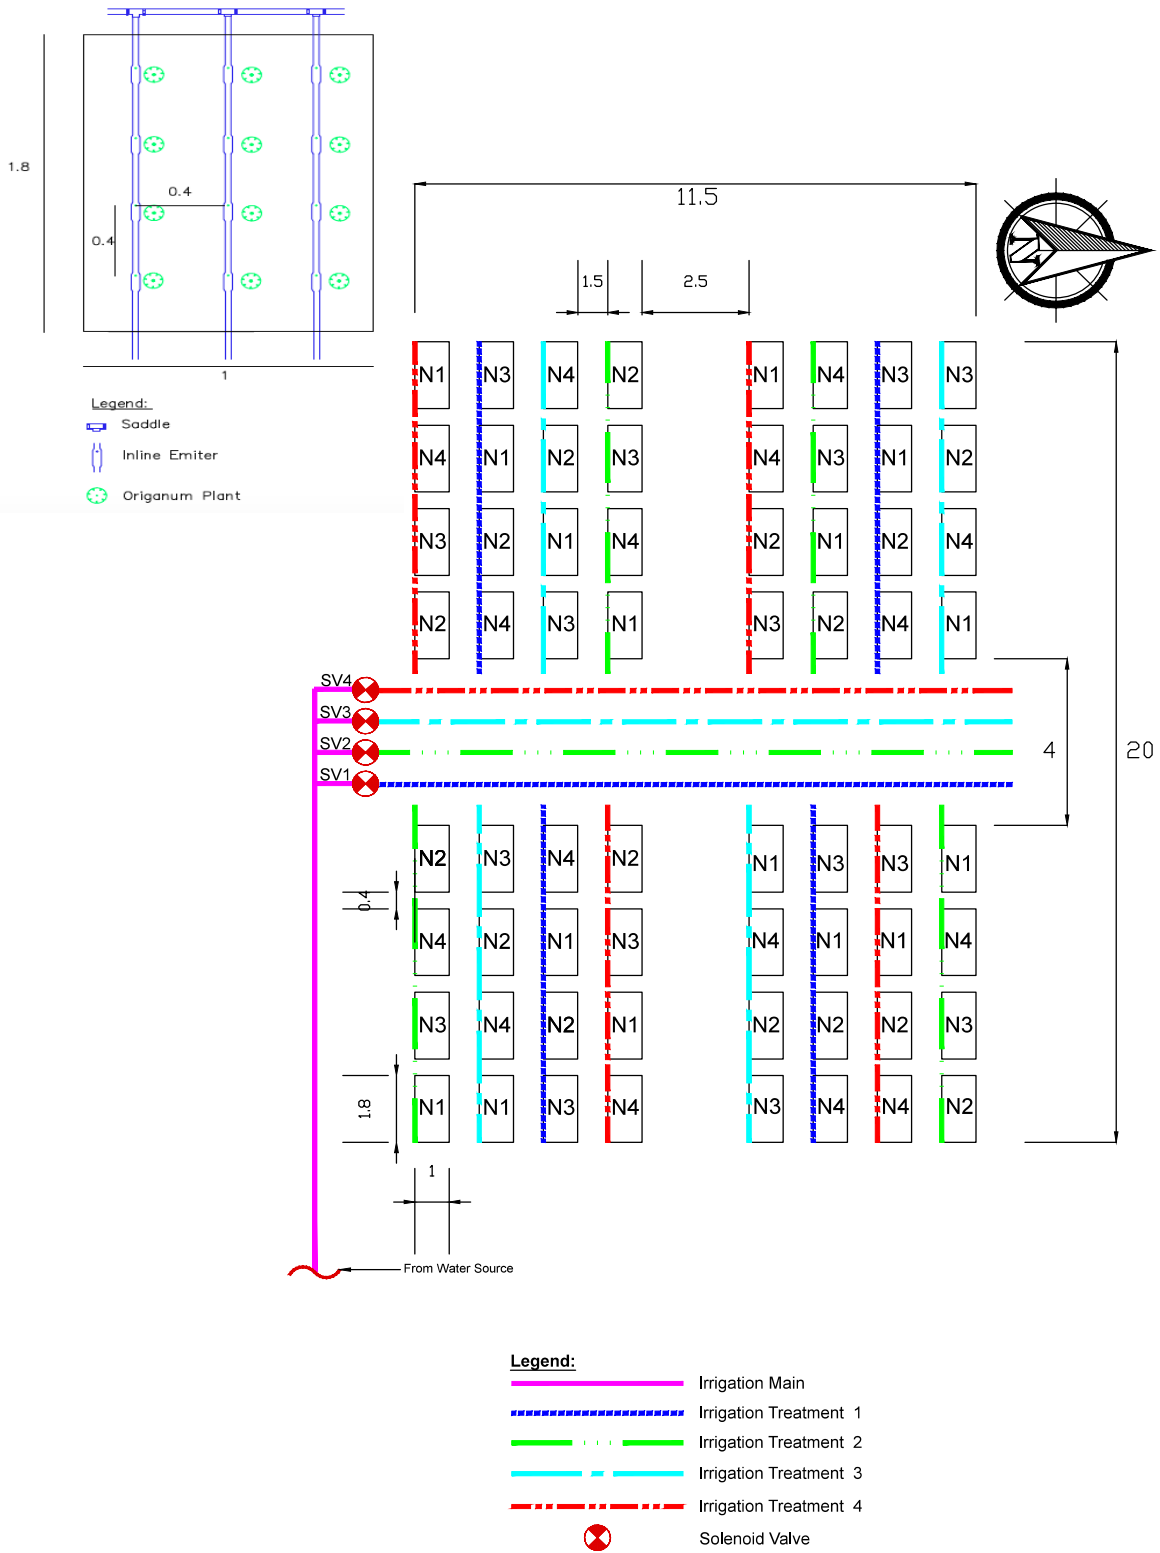 1.8
0.4
0.4
1
Legend:
Saddle
Inline Emiter
Origanum Plant
11.5
1.5 2.5
N
N1 N3 N4 N2 N1 N4 N3 N3
N4 N1 N2 N3 N4 N3 N1 N2
N3 N2 N1 N4 N2 N1 N2 N4
N2 N4 N3 N1 N3 N2 N4 N1
SV4
SV3
SV2
SV1
4
20
N2 N3 N4 N2 N1 N3 N3 N1
0.4
N4 N2 N1 N3 N4 N1 N1 N4
N3 N4 N2 N1 N2 N2 N2 N3
1.8
N1 N1 N3 N4 N3 N4 N4 N2
1
From Water Source
Legend:
Irrigation Main
Irrigation Treatment 1
Irrigation Treatment 2
Irrigation Treatment 3
Irrigation Treatment 4
Solenoid Valve